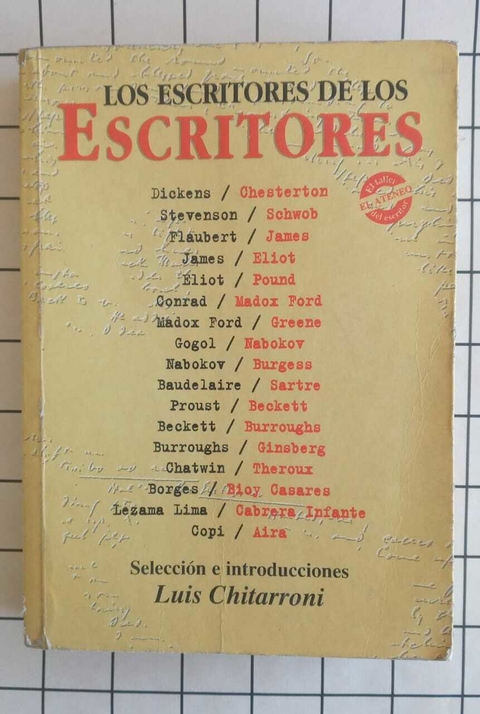 LOS ESCRITORES DE LOS
ESCRITORES
Dickens / Chesterton
El taller
EL ATENEO
del escritor
Stevenson / Schwob
Flaubert / James
James / Eliot
Eliot / Pound
Conrad / Madox Ford
Madox Ford / Greene
Gogol / Nabokov
Nabokov / Burgess
Baudelaire / Sartre
Proust / Beckett
Beckett / Burroughs
Burroughs / Ginsberg
Chatwin / Theroux
Borges / Bioy Casares
Lezama Lima / Cabrera Infante
Copi / Aira
Selección e introducciones
Luis Chitarroni